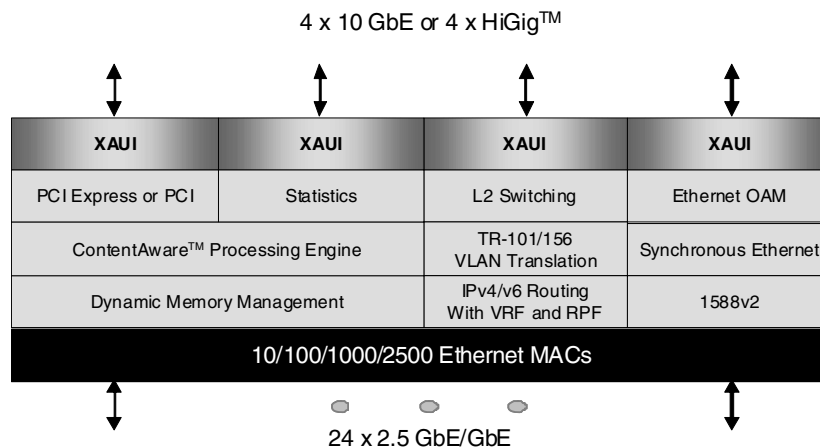 4 x 10 GbE or 4 x HiGig™
XAUI XAUI XAUI XAUI
PCI Express or PCI Statistics L2 Switching Ethernet OAM
ContentAware™ Processing Engine
TR-101/156
VLAN Translation
Synchronous Ethernet
Dynamic Memory Management
IPv4/v6 Routing
With VRF and RPF
1588v2
10/100/1000/2500 Ethernet MACs
24 x 2.5 GbE/GbE